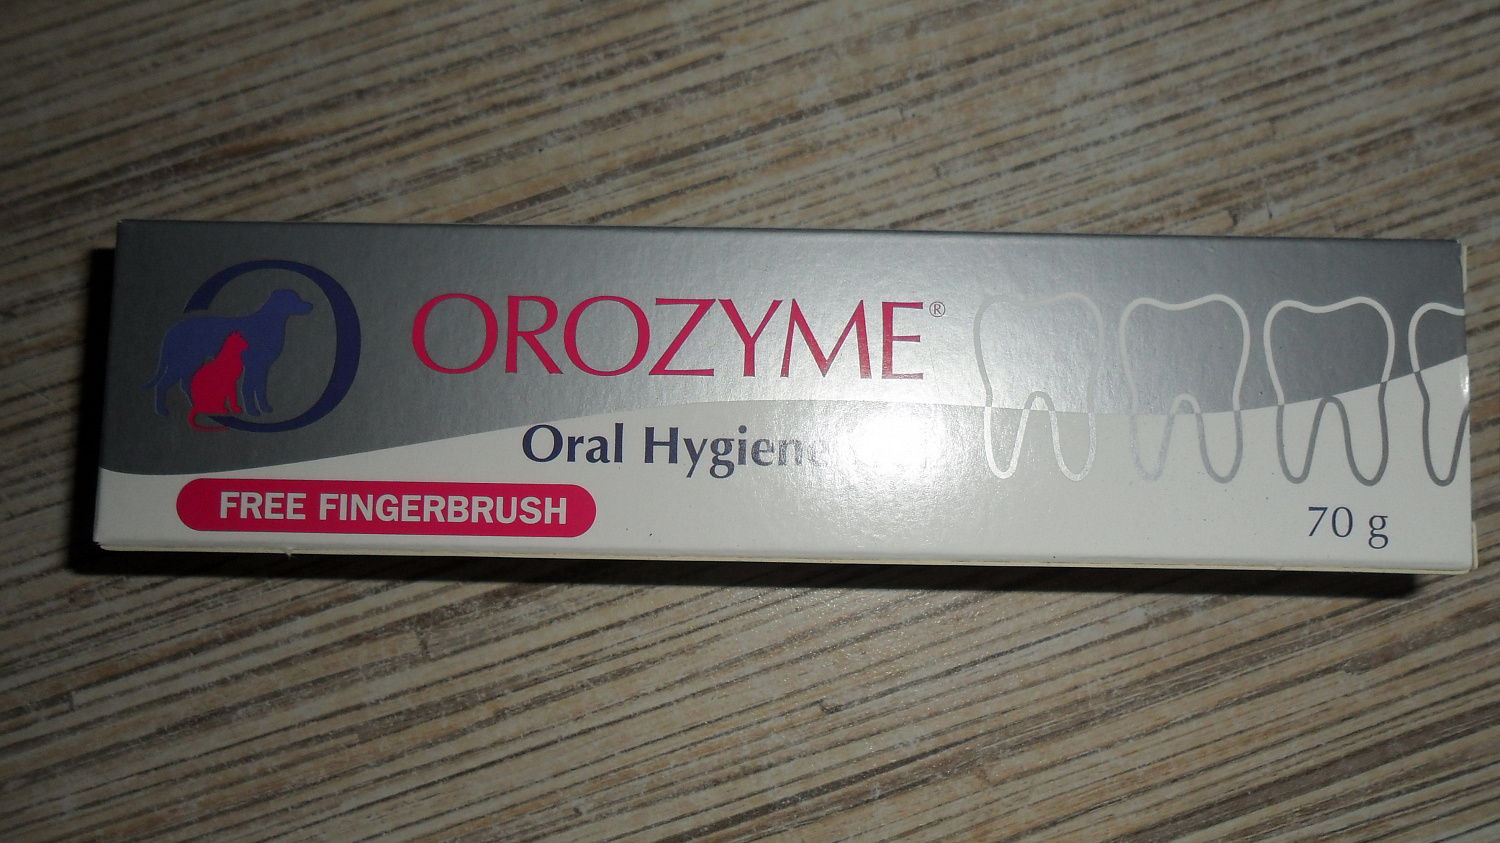 OROZYME®
Oral Hygiene
FREE FINGERBRUSH
70 g